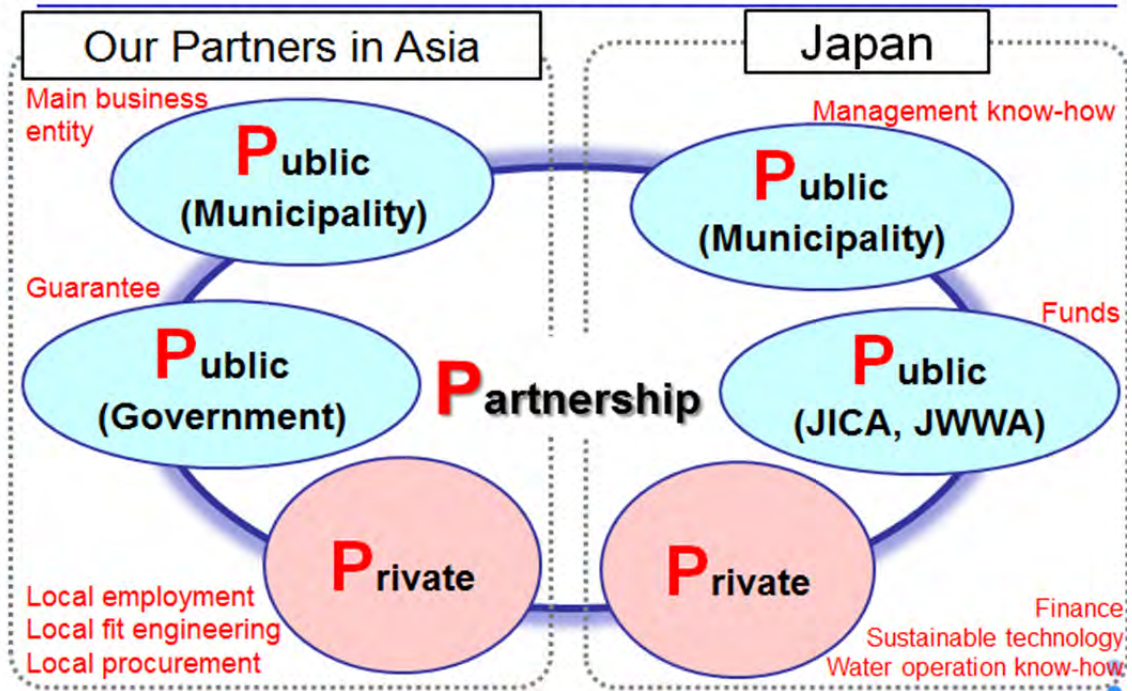 Our Partners in Asia
Main business
entity
Public
(Municipality)
Guarantee
Public
(Government)
Private
Local employment
Local fit engineering
Local procurement
Partnership
Japan
Management know-how
Public
(Municipality)
Funds
Public
(JICA, JWWA)
Private
Finance
Sustainable technology
Water operation know-how